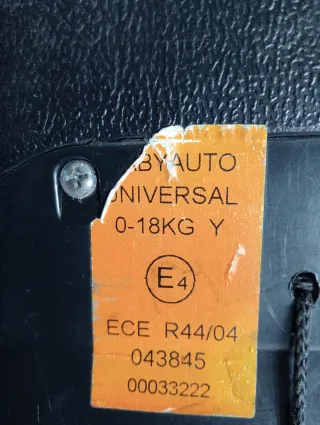 BYAUTO
UNIVERSAL
0-18KG Y
E4
ECE R44/04
043845
00033222